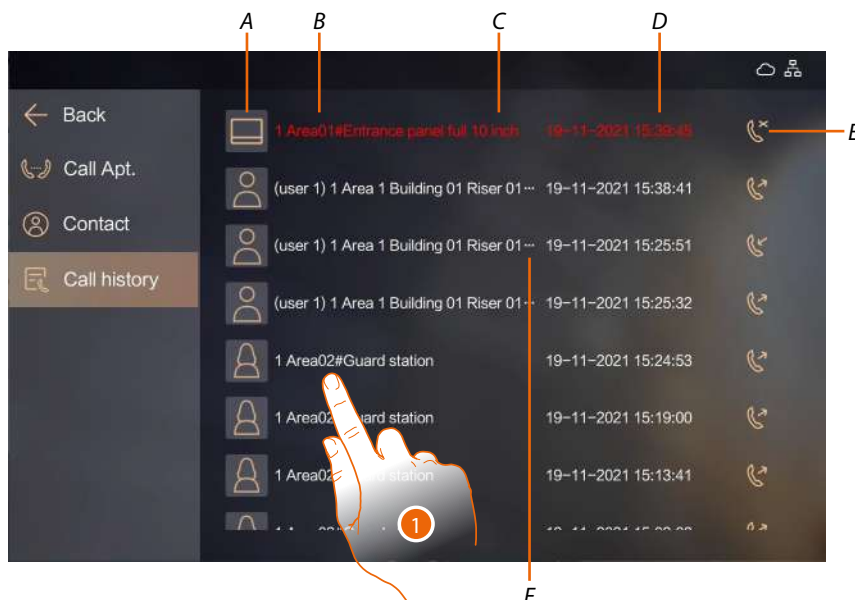 A B C D
Back
1 Area01#Entrance panel full 10 inch 19-11-2021 15:39:45 E
Call Apt.
(user 1) 1 Area 1 Building 01 Riser 01··· 19-11-2021 15:38:41
Contact
(user 1) 1 Area 1 Building 01 Riser 01··· 19-11-2021 15:25:51
Call history
(user 1) 1 Area 1 Building 01 Riser 01··· 19-11-2021 15:25:32
1 Area02#Guard station 19-11-2021 15:24:53
1 Area02 ard station 19-11-2021 15:19:00
1 Area02 station 19-11-2021 15:13:41
1
F